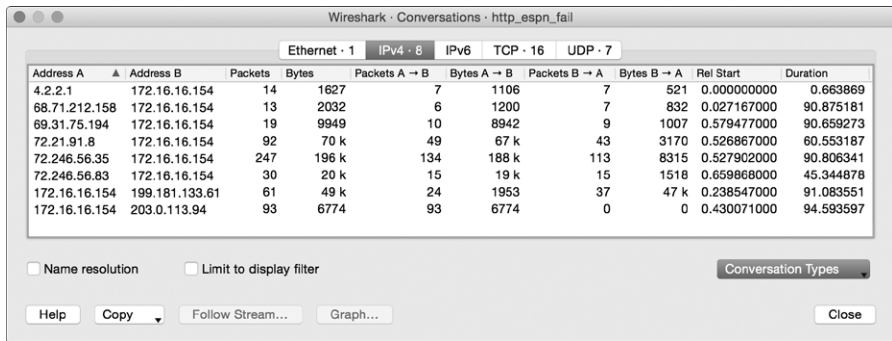 Wireshark · Conversations · http_espn_fail
Ethernet · 1 IPv4 · 8 IPv6 TCP · 16 UDP · 7
Address A Address B Packets Bytes Packets A → B Bytes A → B Packets B → A Bytes B → A Rel Start Duration
4.2.2.1 172.16.16.154 14 1627 7 1106 7 521 0.000000000 0.663869
68.71.212.158 172.16.16.154 13 2032 6 1200 7 832 0.027167000 90.875181
69.31.75.194 172.16.16.154 19 9949 10 8942 9 1007 0.579477000 90.659273
72.21.91.8 172.16.16.154 92 70 k 49 67 k 43 3170 0.526867000 60.553187
72.246.56.35 172.16.16.154 247 196 k 134 188 k 113 8315 0.527902000 90.806341
72.246.56.83 172.16.16.154 30 20 k 15 19 k 15 1518 0.659868000 45.344878
172.16.16.154 199.181.133.61 61 49 k 24 1953 37 47 k 0.238547000 91.083551
172.16.16.154 203.0.113.94 93 6774 93 6774 0 0 0.430071000 94.593597
Name resolution Limit to display filter Conversation Types
Help Copy Follow Stream... Graph... Close